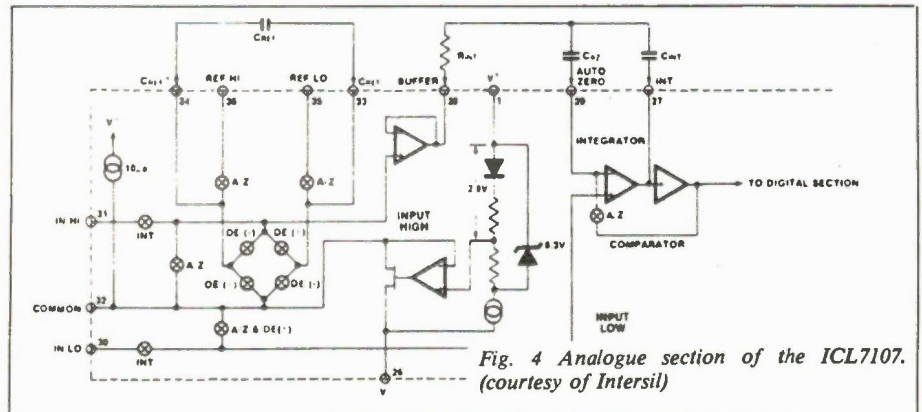 CREF
RINT
CAZ
CINT
CREF+ REF HI REF LO CREF- BUFFER V+ AUTO ZERO INT
34 36 35 33 28 1 29 27
INTEGRATOR
V+
10
A-Z A-Z
2.8V
TO DIGITAL SECTION
31
IN HI
INT
INPUT HIGH
DE (-) DE (+)
6.3V
A-Z
A-Z
COMPARATOR
DE (+) DE (-)
32
COMMON
A-Z & DE(±)
INPUT LOW
30
IN LO
INT
26
V
Fig. 4 Analogue section of the ICL7107.
(courtesy of Intersil)